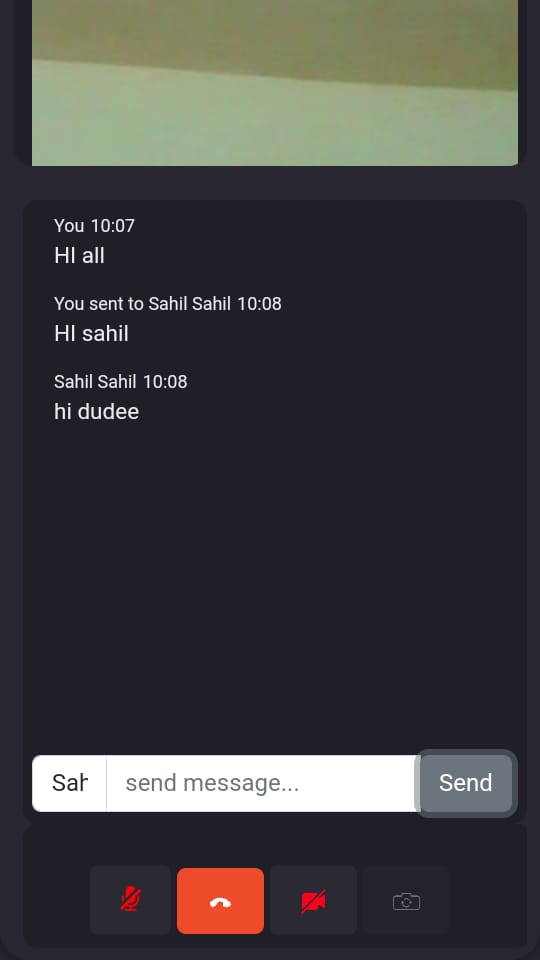 You 10:07
HI all
You sent to Sahil Sahil 10:08
HI sahil
Sahil Sahil 10:08
hi dudee
Sah send message... Send